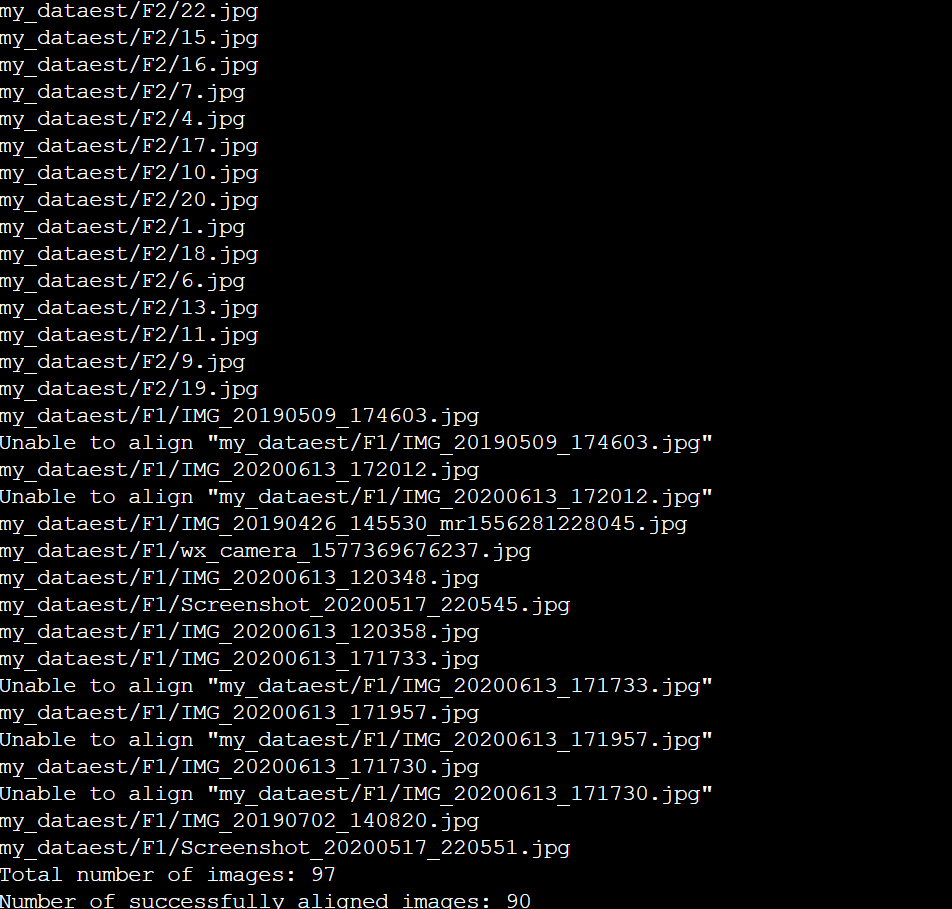 my_dataest/F2/22.jpg
my_dataest/F2/15.jpg
my_dataest/F2/16.jpg
my_dataest/F2/7.jpg
my_dataest/F2/4.jpg
my_dataest/F2/17.jpg
my_dataest/F2/10.jpg
my_dataest/F2/20.jpg
my_dataest/F2/1.jpg
my_dataest/F2/18.jpg
my_dataest/F2/6.jpg
my_dataest/F2/13.jpg
my_dataest/F2/11.jpg
my_dataest/F2/9.jpg
my_dataest/F2/19.jpg
my_dataest/F1/IMG_20190509_174603.jpg
Unable to align "my_dataest/F1/IMG_20190509_174603.jpg"
my_dataest/F1/IMG_20200613_172012.jpg
Unable to align "my_dataest/F1/IMG_20200613_172012.jpg"
my_dataest/F1/IMG_20190426_145530_mr1556281228045.jpg
my_dataest/F1/wx_camera_1577369676237.jpg
my_dataest/F1/IMG_20200613_120348.jpg
my_dataest/F1/Screenshot_20200517_220545.jpg
my_dataest/F1/IMG_20200613_120358.jpg
my_dataest/F1/IMG_20200613_171733.jpg
Unable to align "my_dataest/F1/IMG_20200613_171733.jpg"
my_dataest/F1/IMG_20200613_171957.jpg
Unable to align "my_dataest/F1/IMG_20200613_171957.jpg"
my_dataest/F1/IMG_20200613_171730.jpg
Unable to align "my_dataest/F1/IMG_20200613_171730.jpg"
my_dataest/F1/IMG_20190702_140820.jpg
my_dataest/F1/Screenshot_20200517_220551.jpg
Total number of images: 97
Number of successfully aligned images: 90